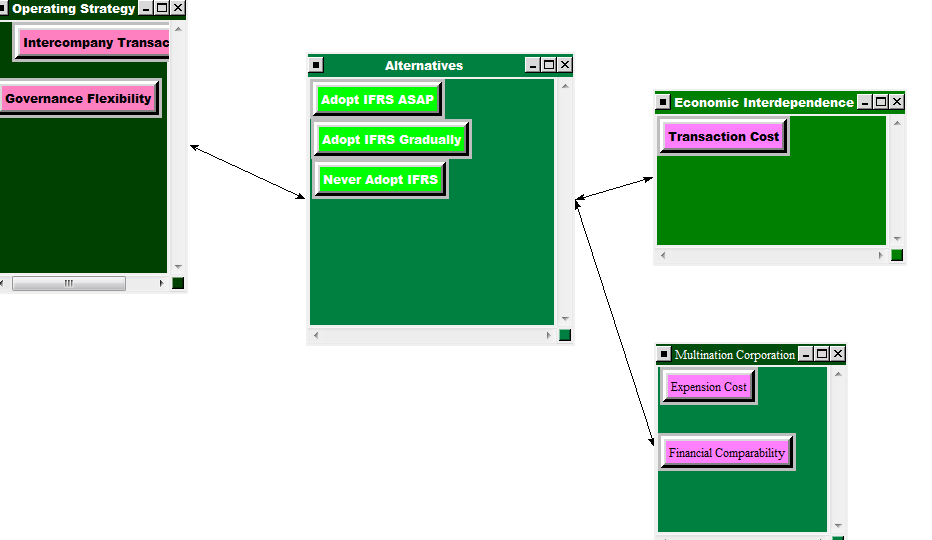 Operating Strategy
Intercompany Transac
Governance Flexibility
Alternatives
Adopt IFRS ASAP
Adopt IFRS Gradually
Never Adopt IFRS
Economic Interdependence
Transaction Cost
Multination Corporation
Expension Cost
Financial Comparability